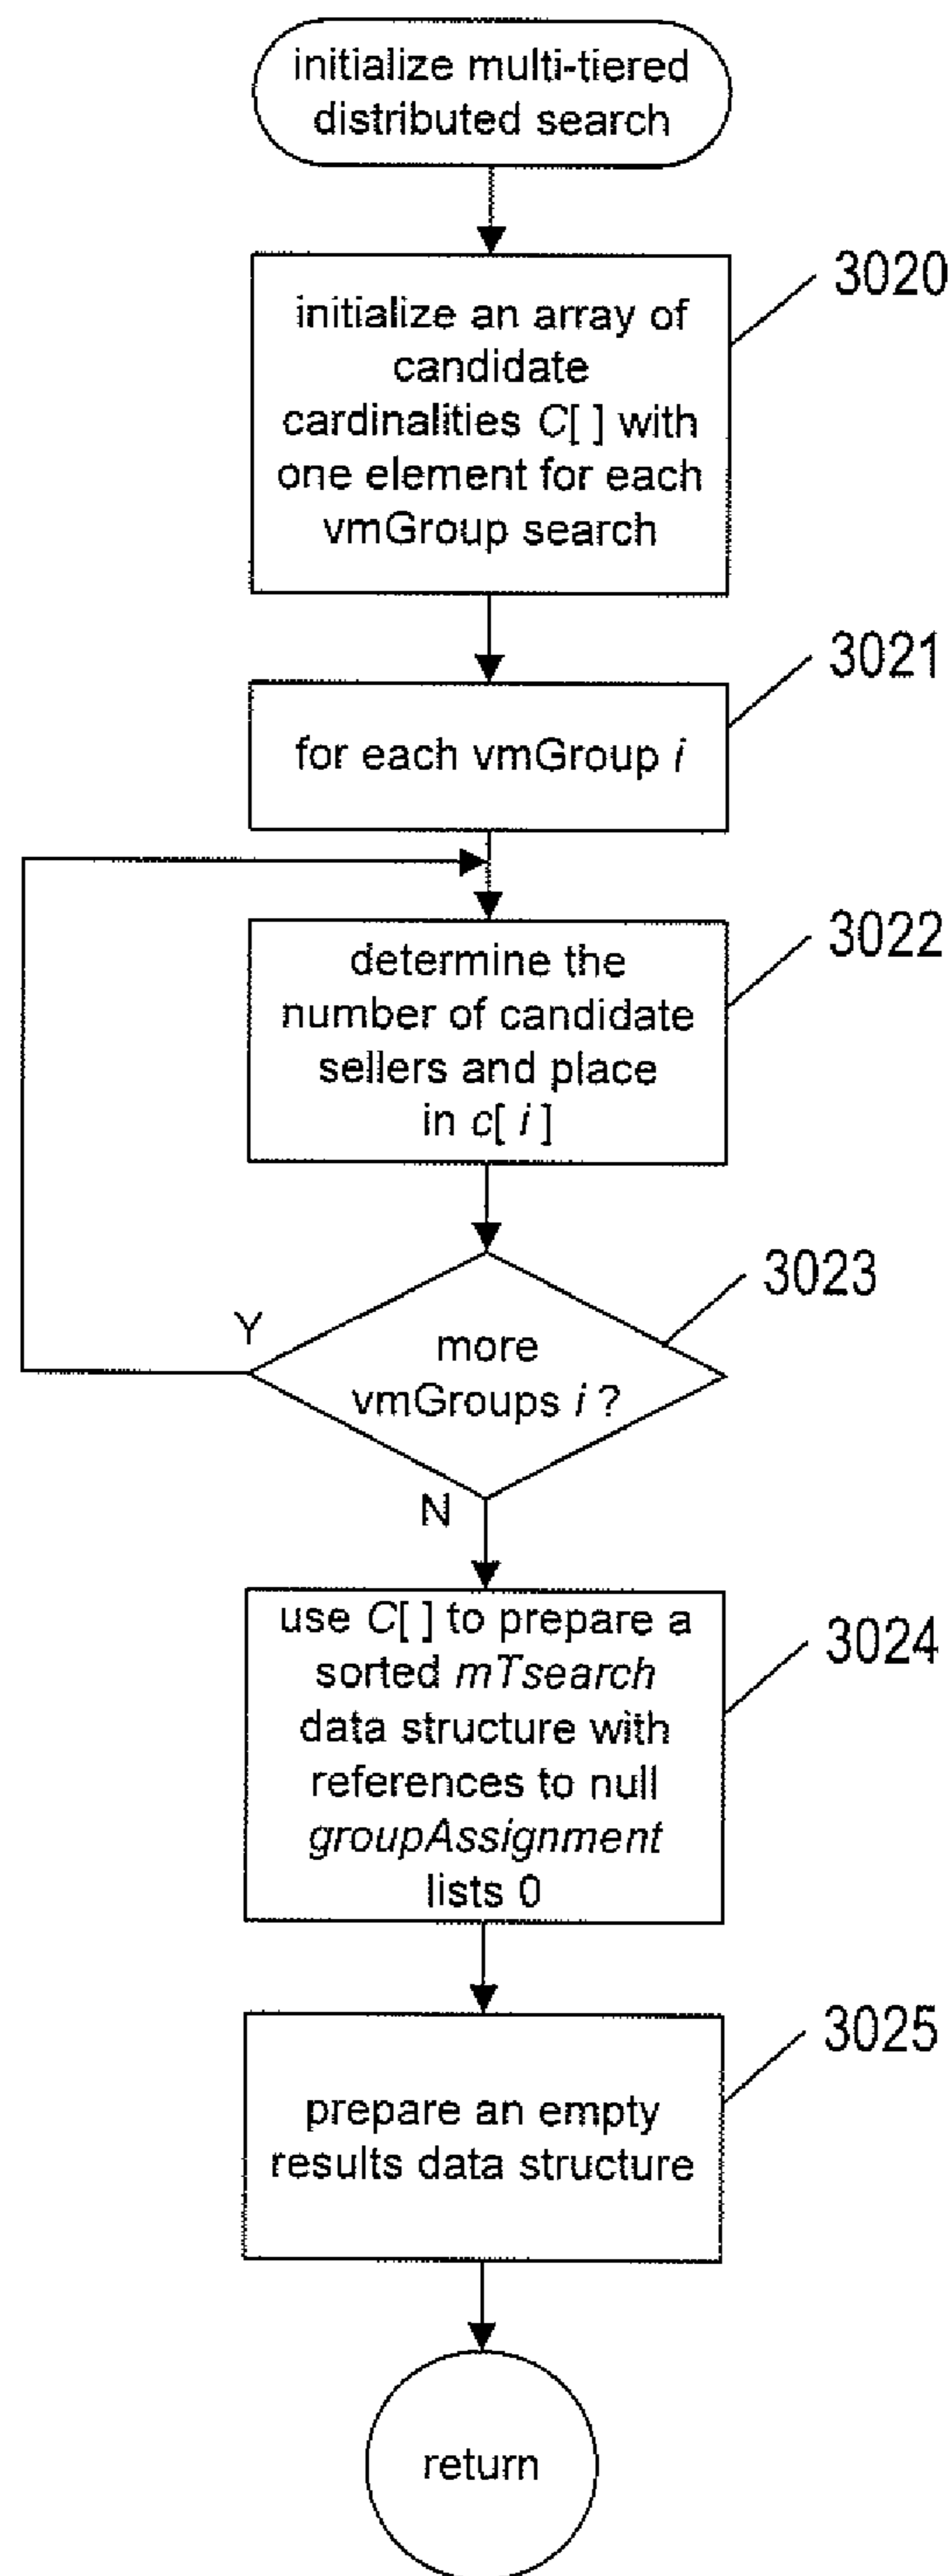 initialize multi-tiered
distributed search
3020
initialize an array of
candidate
cardinalities C[ ] with
one element for each
vmGroup search
3021
for each vmGroup i
3022
determine the
number of candidate
sellers and place
in c[ i ]
3023
Y
more
vmGroups i ?
N
3024
use C[ ] to prepare a
sorted mTsearch
data structure with
references to null
groupAssignment
lists 0
3025
prepare an empty
results data structure
return